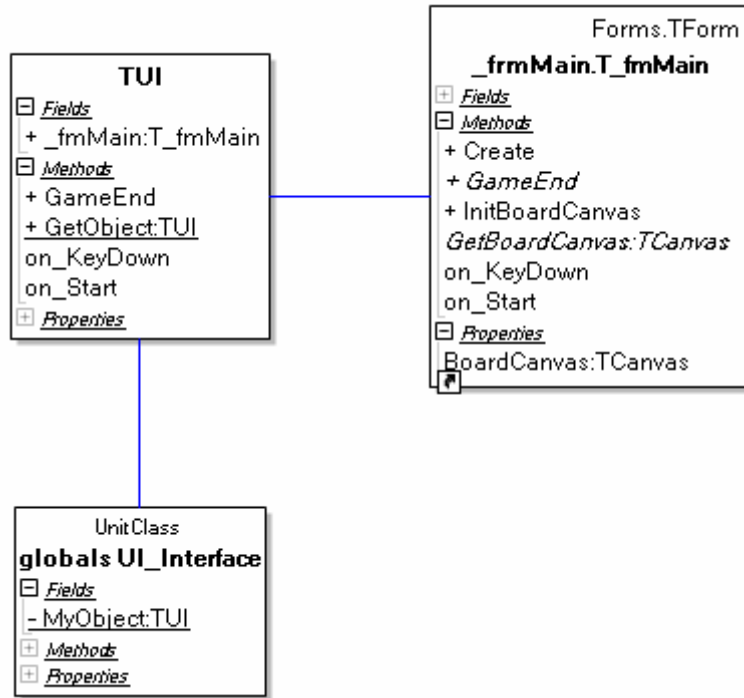 TUI
Fields
+ _fmMain:T_fmMain
Methods
+ GameEnd
+ GetObject:TUI
on_KeyDown
on_Start
Properties
Forms.TForm
_frmMain.T_fmMain
Fields
Methods
+ Create
+ GameEnd
+ InitBoardCanvas
GetBoardCanvas:TCanvas
on_KeyDown
on_Start
Properties
BoardCanvas:TCanvas
UnitClass
globals UI_Interface
Fields
- MyObject:TUI
Methods
Properties